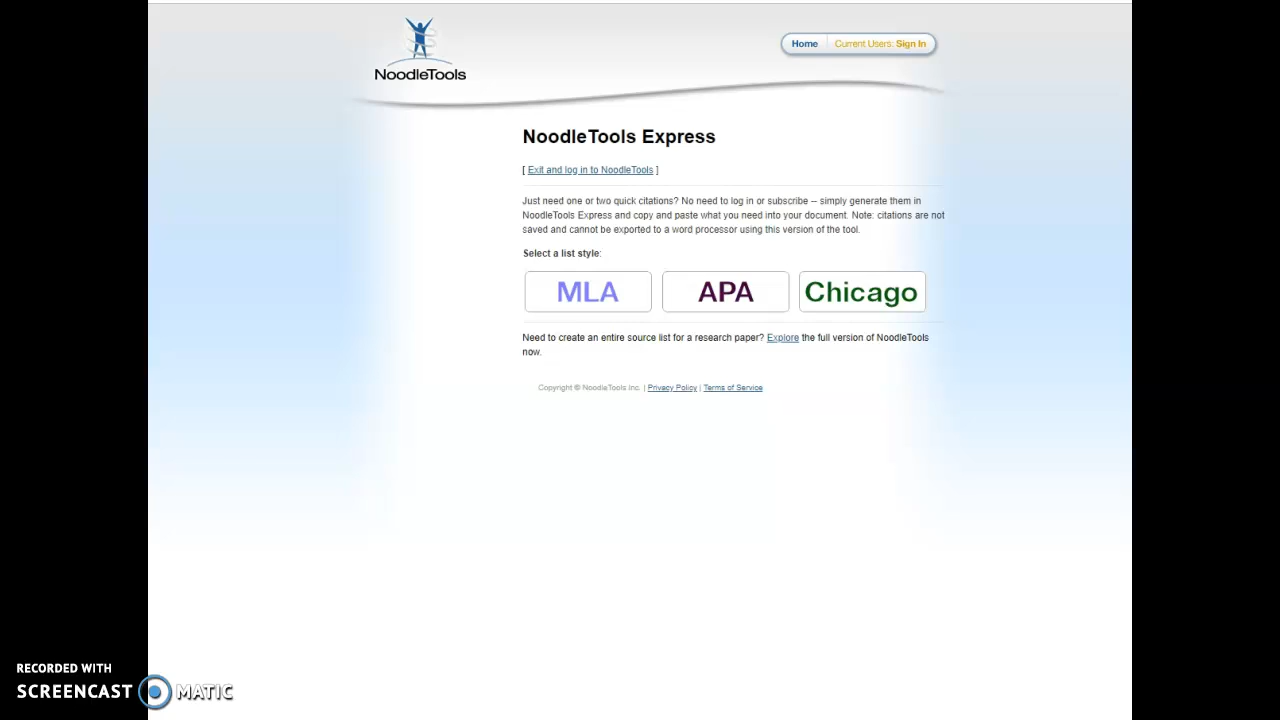 NoodleTools
Home
Current Users: Sign In
NoodleTools Express
[ Exit and log in to NoodleTools ]
Just need one or two quick citations? No need to log in or subscribe -- simply generate them in
NoodleTools Express and copy and paste what you need into your document. Note: citations are not
saved and cannot be exported to a word processor using this version of the tool.
Select a list style:
MLA
APA
Chicago
Need to create an entire source list for a research paper? Explore the full version of NoodleTools
now.
Copyright © NoodleTools Inc. | Privacy Policy | Terms of Service
RECORDED WITH
SCREENCAST MATIC